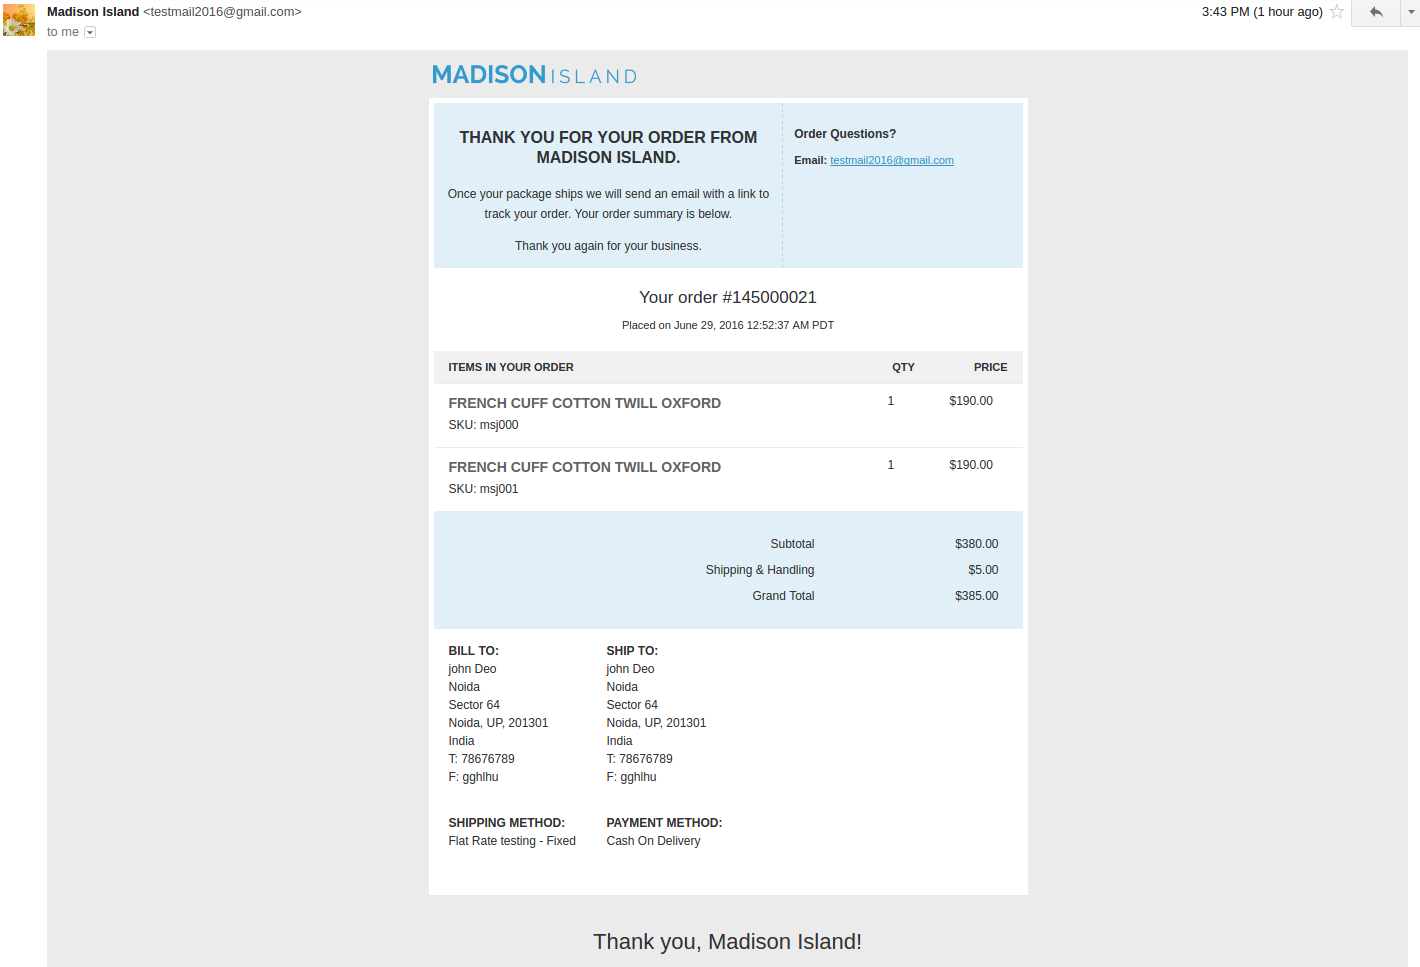 Madison Island <testmail2016@gmail.com>
3:43 PM (1 hour ago)
to me
MADISON ISLAND
THANK YOU FOR YOUR ORDER FROM
MADISON ISLAND.
Once your package ships we will send an email with a link to
track your order. Your order summary is below.
Thank you again for your business.
Order Questions?
Email: testmail2016@gmail.com
Your order #145000021
Placed on June 29, 2016 12:52:37 AM PDT
ITEMS IN YOUR ORDER QTY PRICE
FRENCH CUFF COTTON TWILL OXFORD 1 $190.00
SKU: msj000
FRENCH CUFF COTTON TWILL OXFORD 1 $190.00
SKU: msj001
Subtotal $380.00
Shipping & Handling $5.00
Grand Total $385.00
BILL TO:
john Deo
Noida
Sector 64
Noida, UP, 201301
India
T: 78676789
F: gghlhu
SHIP TO:
john Deo
Noida
Sector 64
Noida, UP, 201301
India
T: 78676789
F: gghlhu
SHIPPING METHOD:
Flat Rate testing - Fixed
PAYMENT METHOD:
Cash On Delivery
Thank you, Madison Island!